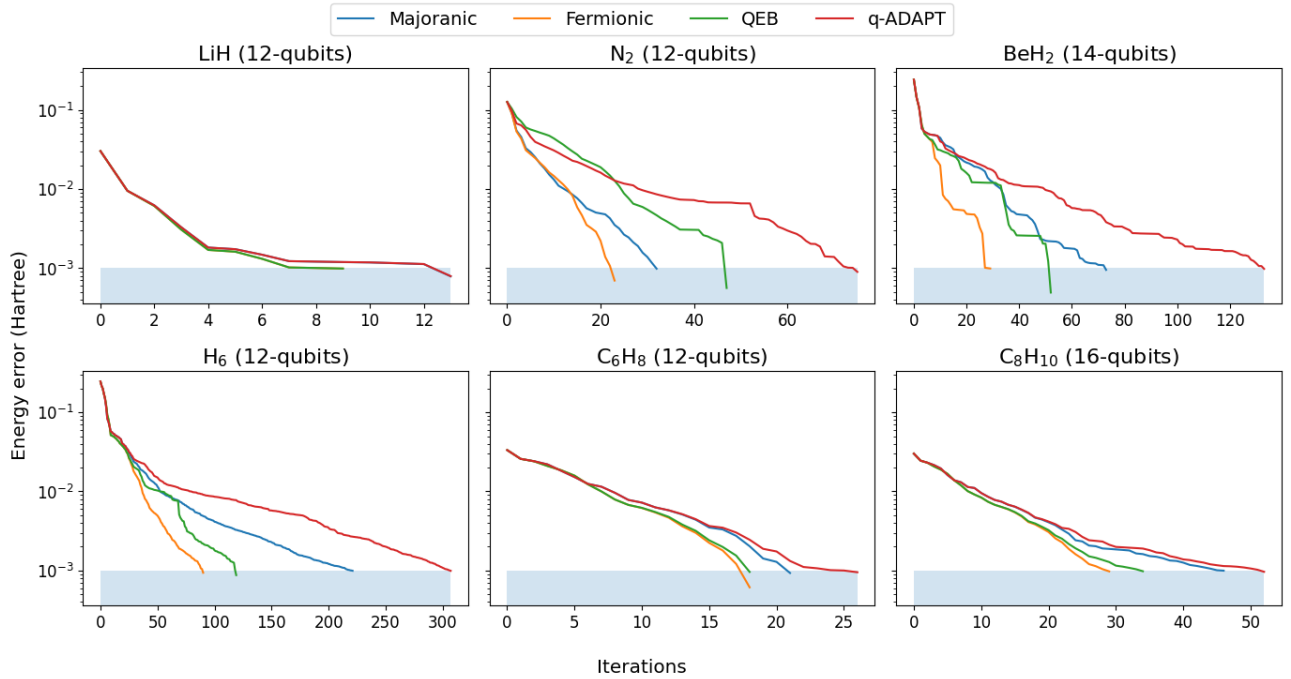 Majoranic Fermionic QEB q-ADAPT
LiH (12-qubits)
N₂ (12-qubits)
BeH₂ (14-qubits)
10⁻¹
10⁻²
10⁻³
0 2 4 6 8 10 12
0 20 40 60
0 20 40 60 80 100 120
Energy error (Hartree)
H₆ (12-qubits)
C₆H₈ (12-qubits)
C₈H₁₀ (16-qubits)
10⁻¹
10⁻²
10⁻³
0 50 100 150 200 250 300
0 5 10 15 20 25
0 10 20 30 40 50
Iterations